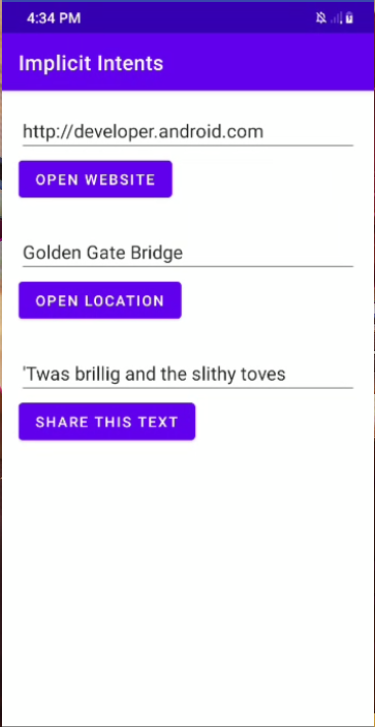 4:34 PM
Implicit Intents
http://developer.android.com
OPEN WEBSITE
Golden Gate Bridge
OPEN LOCATION
'Twas brillig and the slithy toves
SHARE THIS TEXT